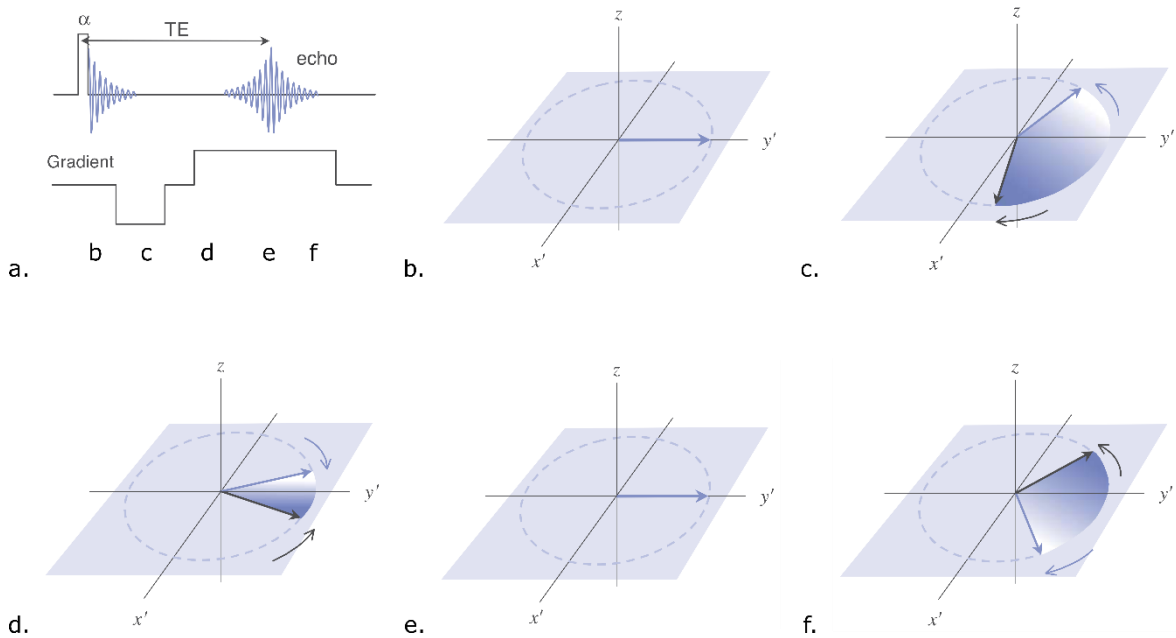 α
TE
echo
Gradient
b c d e f
a.
z
y'
x'
b.
z
y'
x'
c.
z
y'
x'
d.
z
y'
x'
e.
z
y'
x'
f.